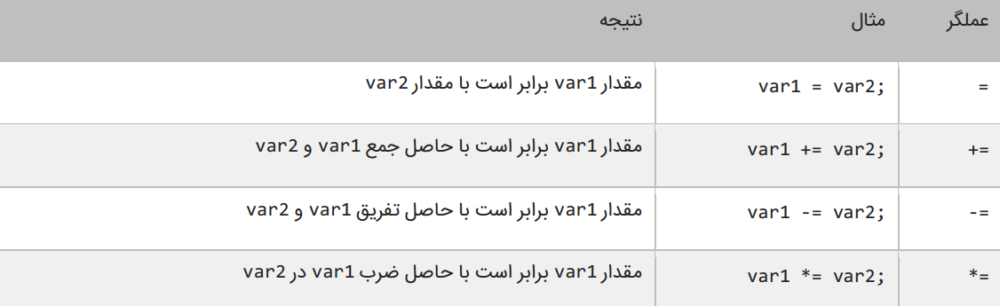 عملگر مثال نتیجه
= var1 = var2; مقدار var1 برابر است با مقدار var2
+= var1 += var2; مقدار var1 برابر است با حاصل جمع var1 و var2
-= var1 -= var2; مقدار var1 برابر است با حاصل تفریق var1 و var2
*= var1 *= var2; مقدار var1 برابر است با حاصل ضرب var1 در var2